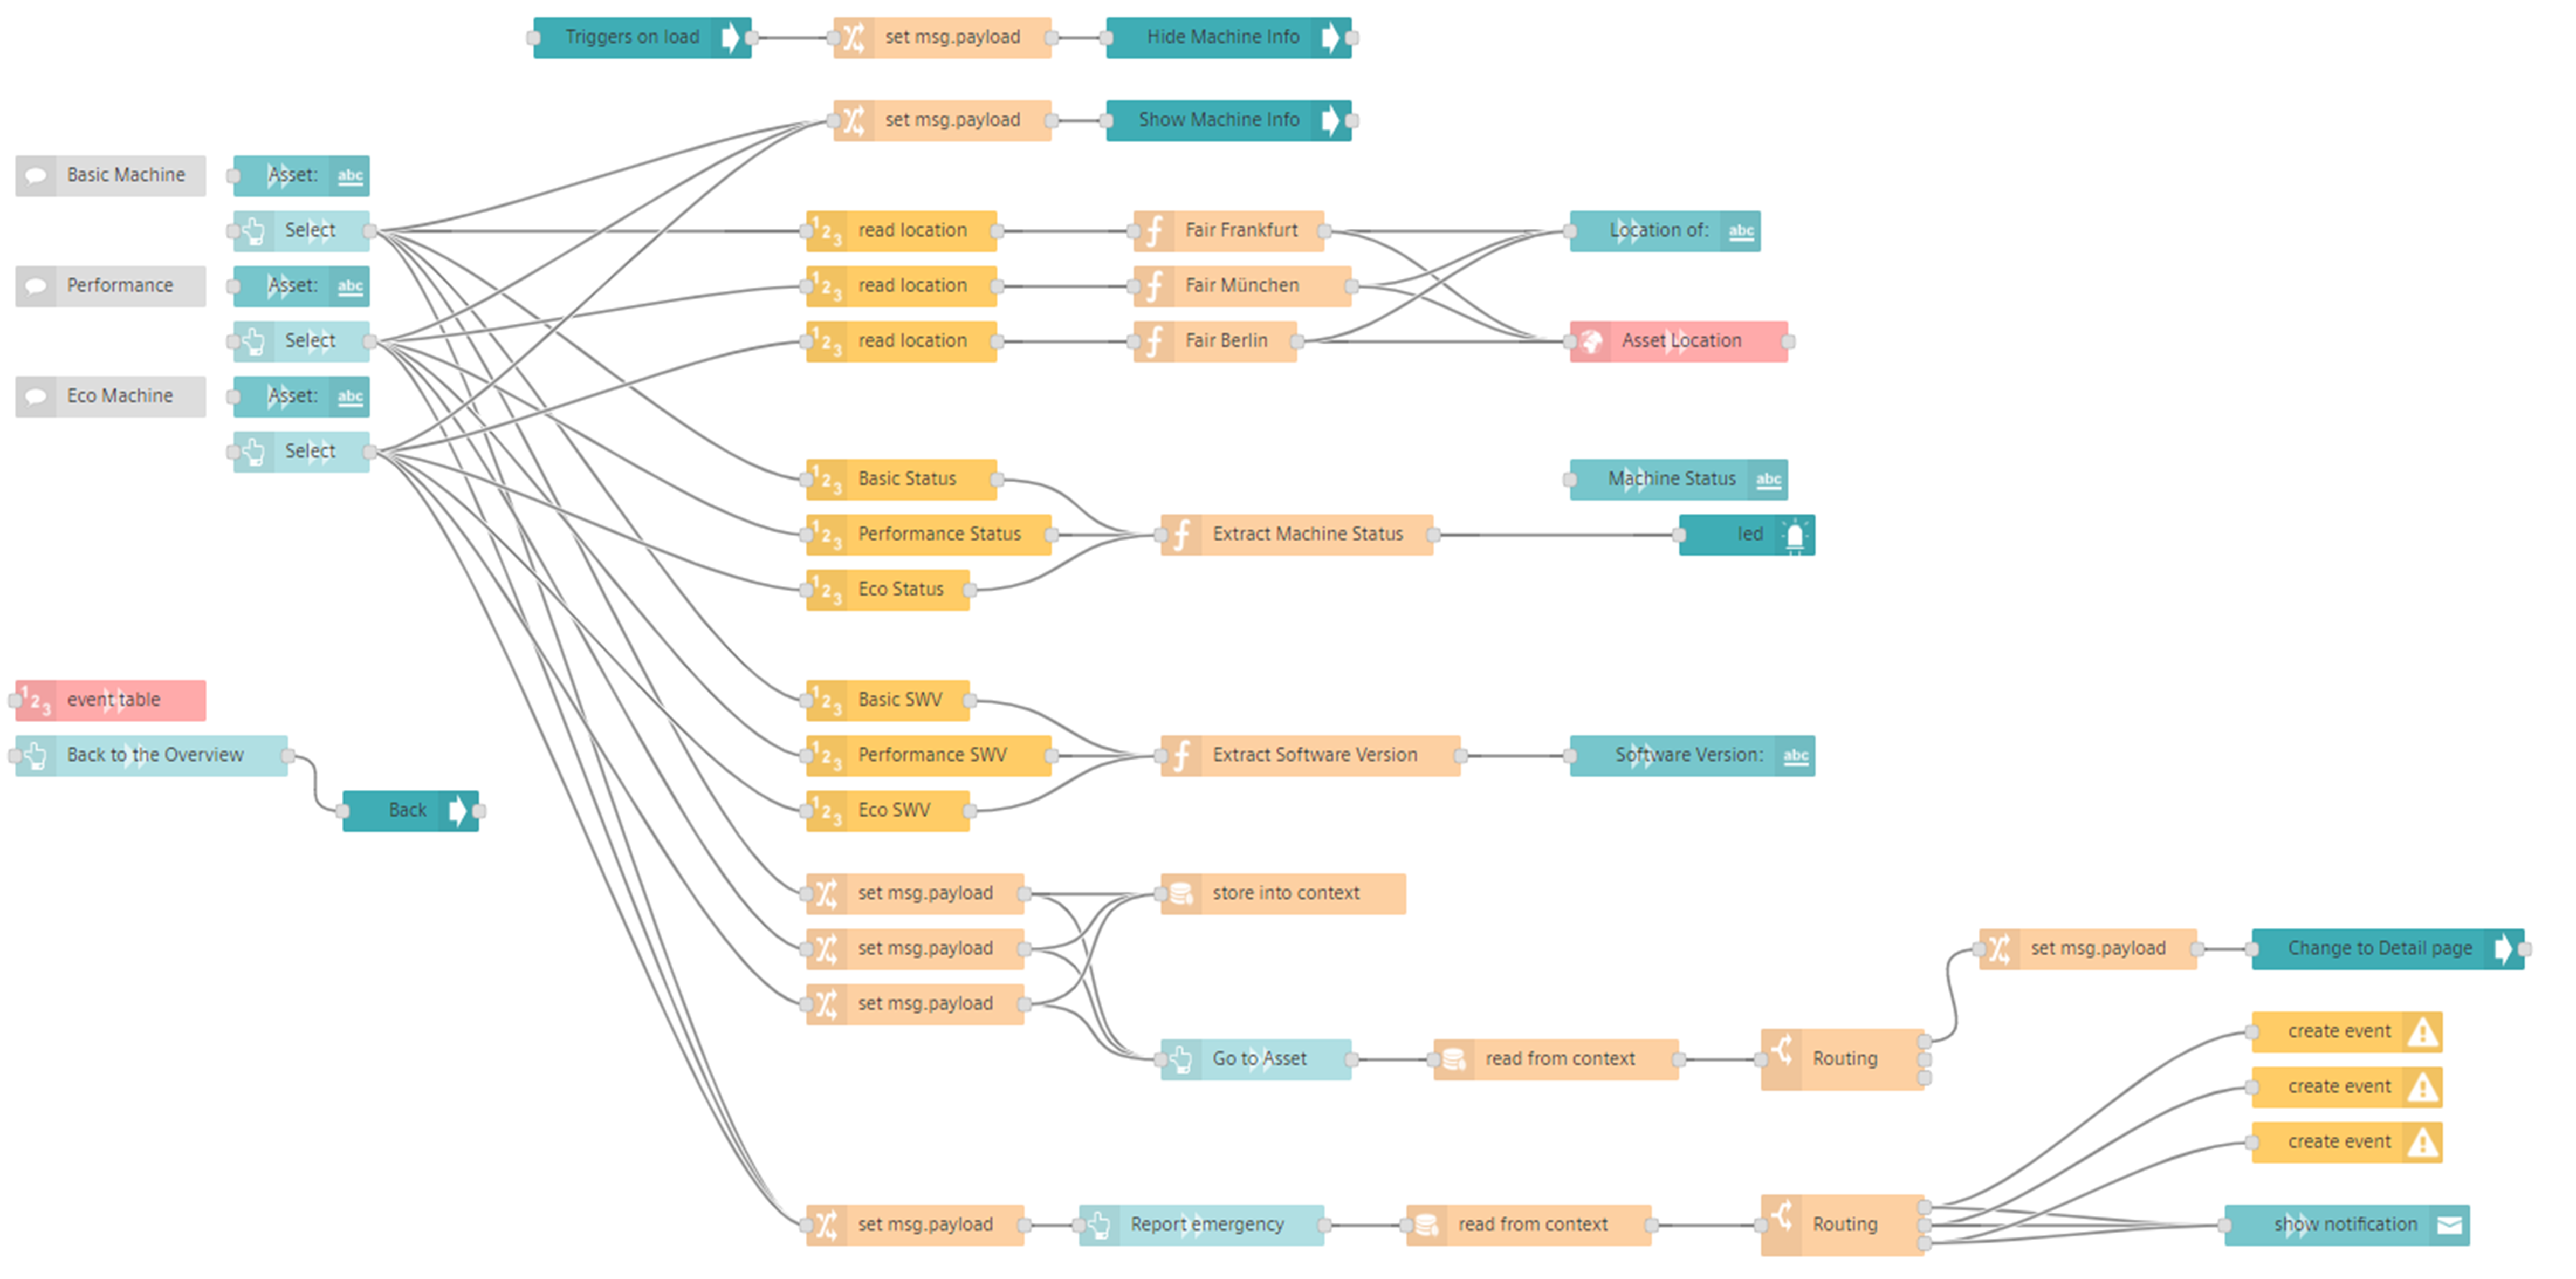 Triggers on load
set msg.payload
Hide Machine Info
set msg.payload
Show Machine Info
Basic Machine
Asset:
abc
Select
read location
Fair Frankfurt
Location of:
abc
Performance
Asset:
abc
read location
Fair München
Select
read location
Fair Berlin
Asset Location
Eco Machine
Asset:
abc
Select
Basic Status
Machine Status
abc
Performance Status
Extract Machine Status
led
Eco Status
event table
Basic SWV
Back to the Overview
Performance SWV
Extract Software Version
Software Version:
abc
Back
Eco SWV
set msg.payload
store into context
set msg.payload
set msg.payload
Change to Detail page
set msg.payload
create event
Go to Asset
read from context
Routing
create event
create event
set msg.payload
Report emergency
read from context
Routing
show notification